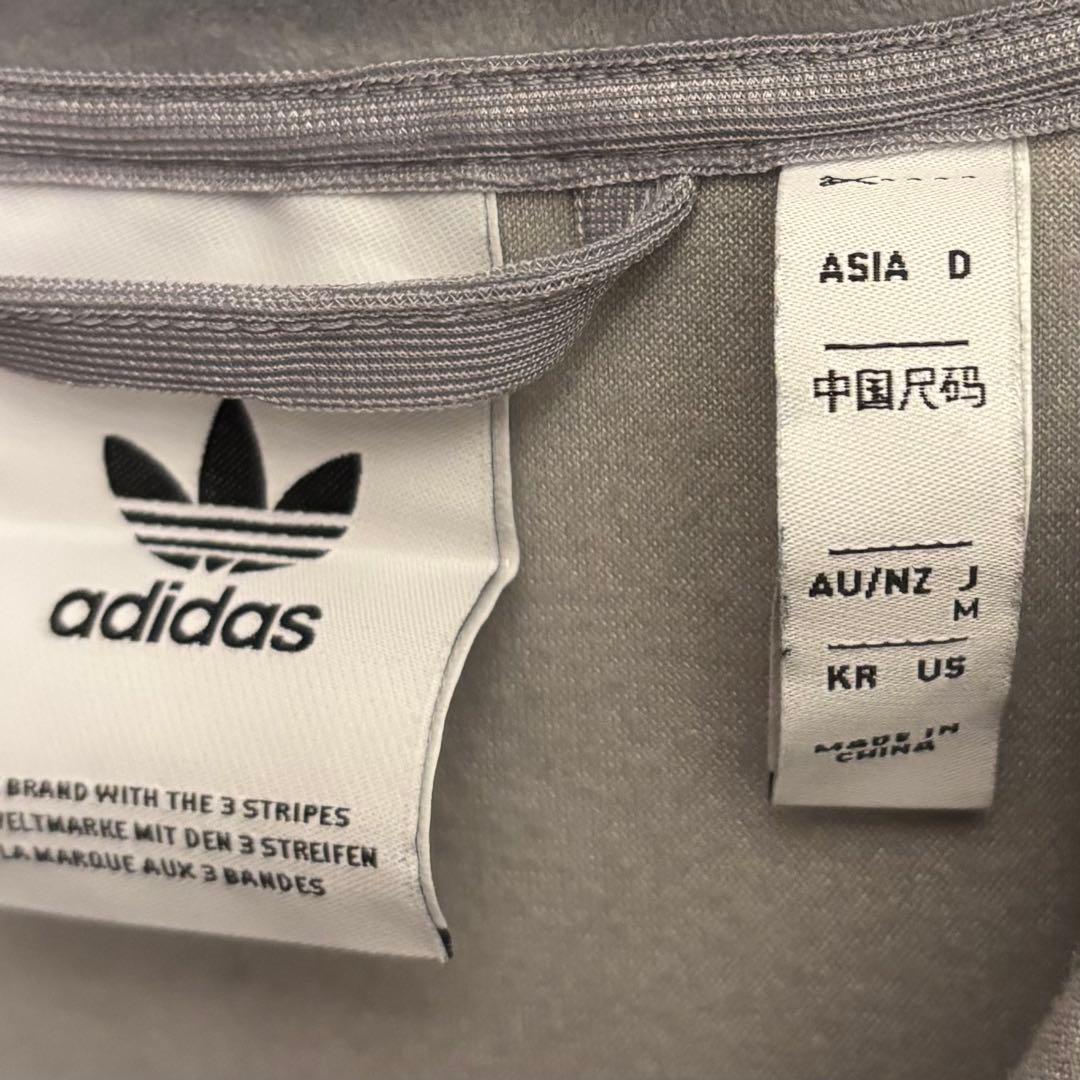 adidas
BRAND WITH THE 3 STRIPES
WELTMARKE MIT DEN 3 STREIFEN
LA MARQUE AUX 3 BANDES
ASIA D
中国尺码
AU/NZ J
M
KR US
MADE IN
CHINA